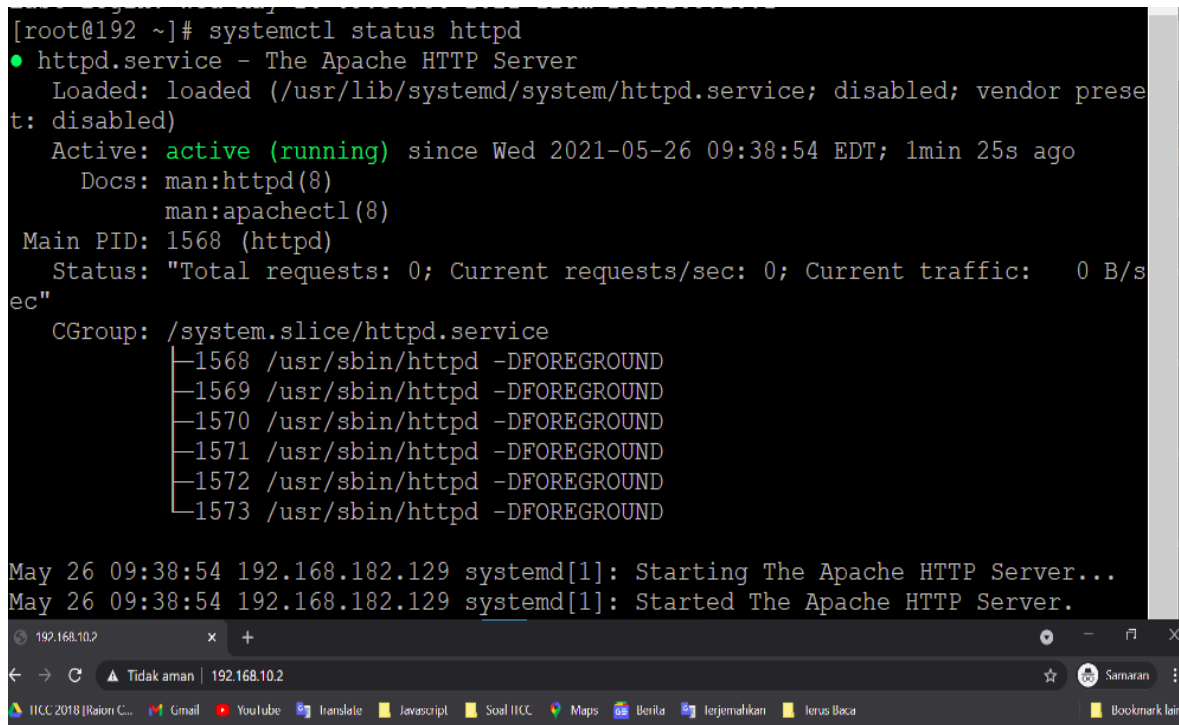 [root@192 ~]# systemctl status httpd
● httpd.service - The Apache HTTP Server
Loaded: loaded (/usr/lib/systemd/system/httpd.service; disabled; vendor prese
t: disabled)
Active: active (running) since Wed 2021-05-26 09:38:54 EDT; 1min 25s ago
Docs: man:httpd(8)
man:apachectl(8)
Main PID: 1568 (httpd)
Status: "Total requests: 0; Current requests/sec: 0; Current traffic:   0 B/s
ec"
CGroup: /system.slice/httpd.service
├─1568 /usr/sbin/httpd -DFOREGROUND
├─1569 /usr/sbin/httpd -DFOREGROUND
├─1570 /usr/sbin/httpd -DFOREGROUND
├─1571 /usr/sbin/httpd -DFOREGROUND
├─1572 /usr/sbin/httpd -DFOREGROUND
└─1573 /usr/sbin/httpd -DFOREGROUND
May 26 09:38:54 192.168.182.129 systemd[1]: Starting The Apache HTTP Server...
May 26 09:38:54 192.168.182.129 systemd[1]: Started The Apache HTTP Server.
192.168.10.2
Tidak aman | 192.168.10.2 Samaran
2018 [Raion C... Gmail YouTube Translate Javascript Soal Maps Berita Terjemahkan Terus Baca Bookmark lain